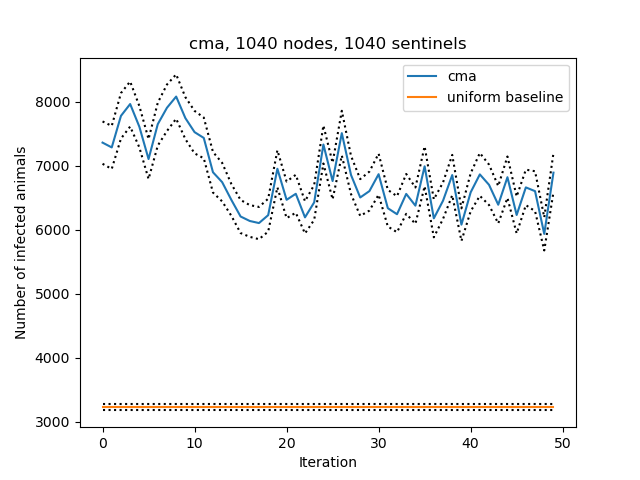 cma, 1040 nodes, 1040 sentinels
cma
uniform baseline
8000
7000
6000
5000
4000
3000
Number of infected animals
0 10 20 30 40 50
Iteration